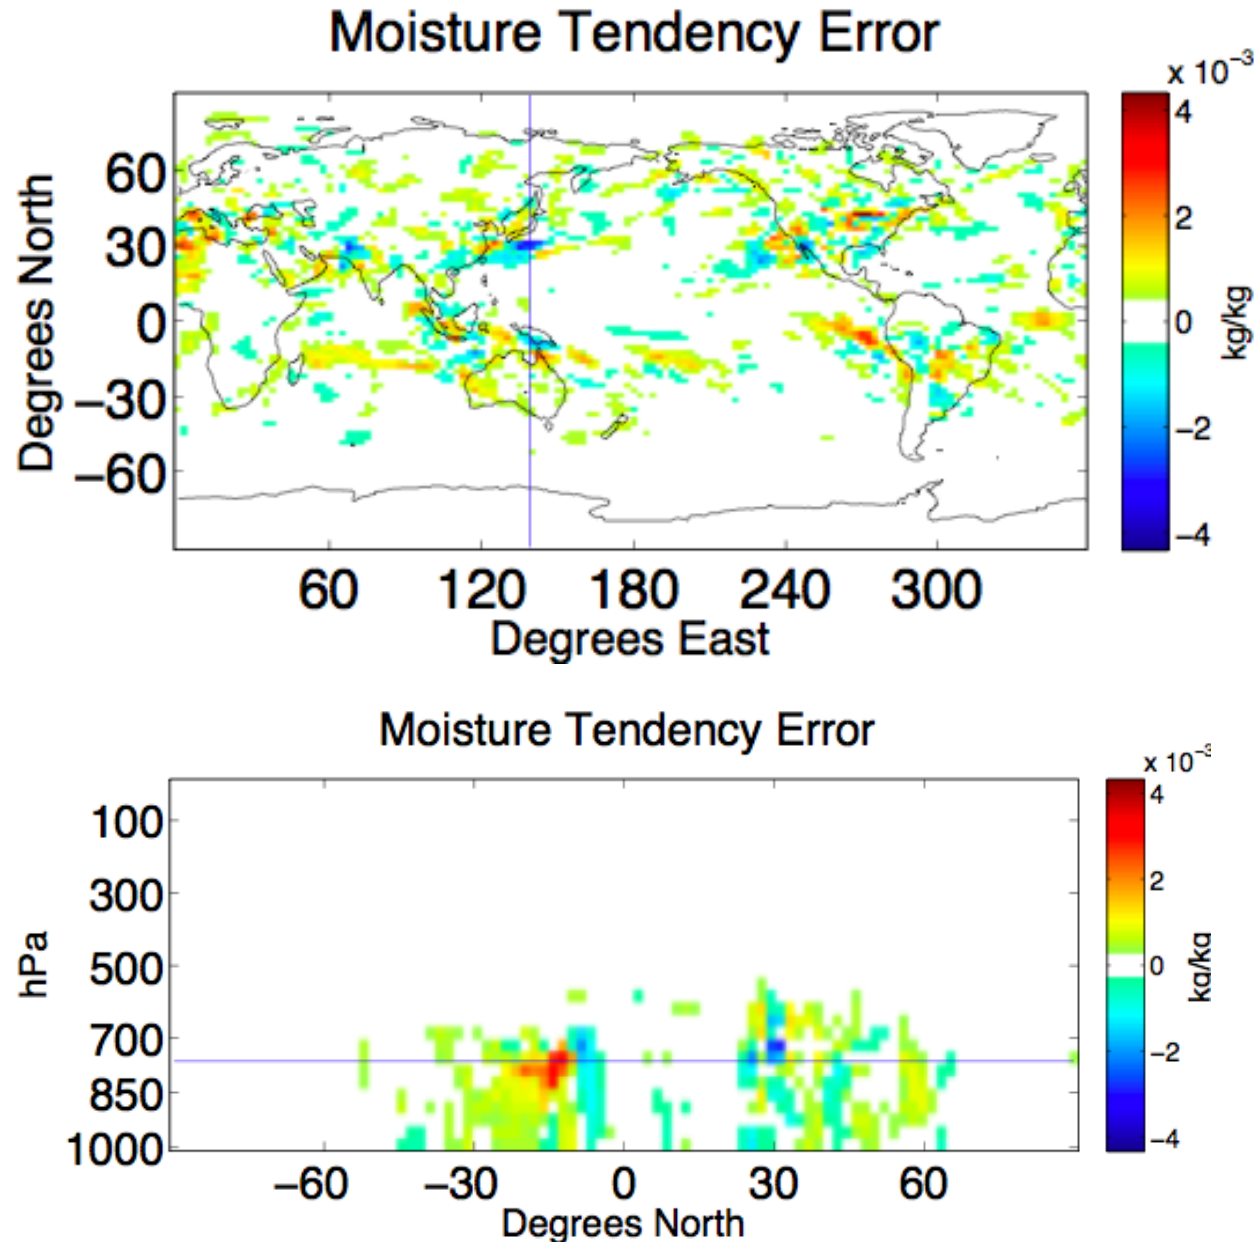 Moisture Tendency Error
x 10⁻³
4
2
0
−2
−4
kg/kg
60
30
0
−30
−60
Degrees North
60 120 180 240 300
Degrees East
Moisture Tendency Error
x 10⁻³
4
2
0
−2
−4
kg/kg
100
300
500
700
850
1000
hPa
−60 −30 0 30 60
Degrees North